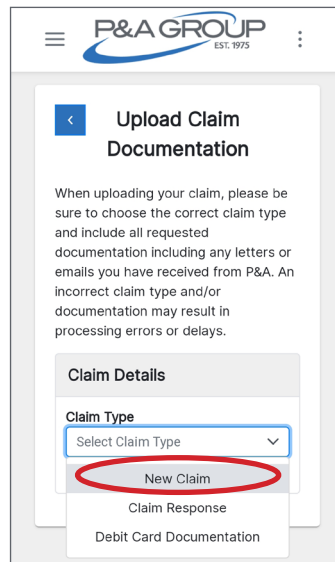 P&A GROUP
EST. 1975
Upload Claim
Documentation
When uploading your claim, please be
sure to choose the correct claim type
and include all requested
documentation including any letters or
emails you have received from P&A. An
incorrect claim type and/or
documentation may result in
processing errors or delays.
Claim Details
Claim Type
Select Claim Type
New Claim
Claim Response
Debit Card Documentation